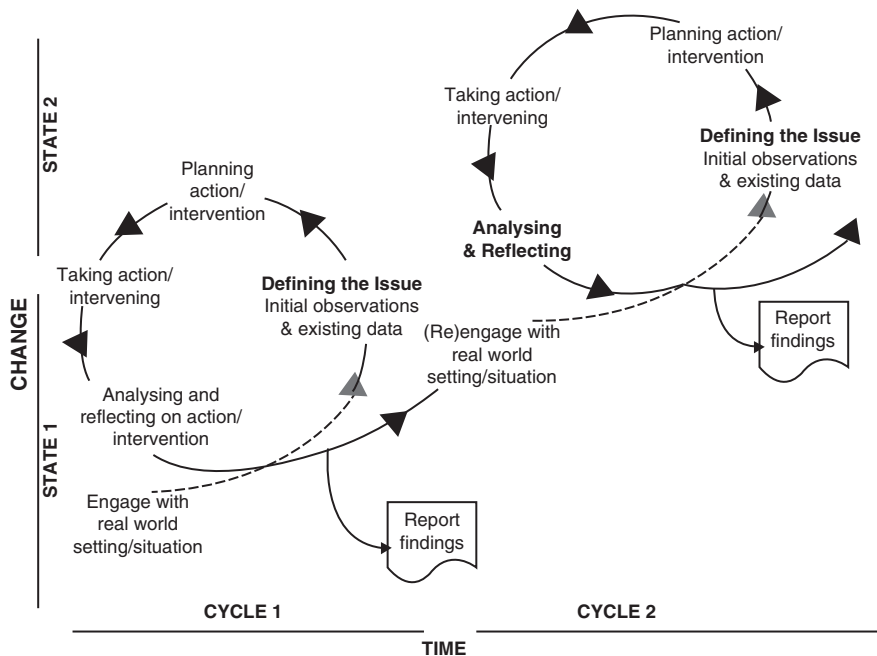 CHANGE
STATE 2
STATE 1
Planning
action/
intervention
Taking action/
intervening
Defining the Issue
Initial observations
& existing data
Analysing and
reflecting on action/
intervention
Engage with
real world
setting/situation
Report
findings
(Re)engage with
real world
setting/situation
Planning action/
intervention
Taking action/
intervening
Defining the Issue
Initial observations
& existing data
Analysing
& Reflecting
Report
findings
CYCLE 1
CYCLE 2
TIME